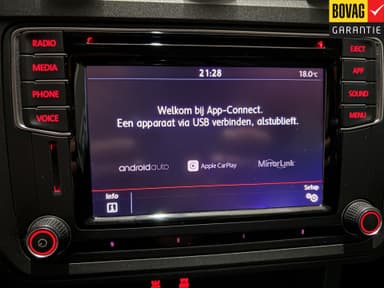 BOVAG
GARANTIE
RADIO
MEDIA
PHONE
VOICE
EJECT
APP
SOUND
MENU
21:28
18.0°C
Welkom bij App-Connect.
Een apparaat via USB verbinden, alstublieft.
androidauto
Apple CarPlay
MirrorLink
Info
Setup